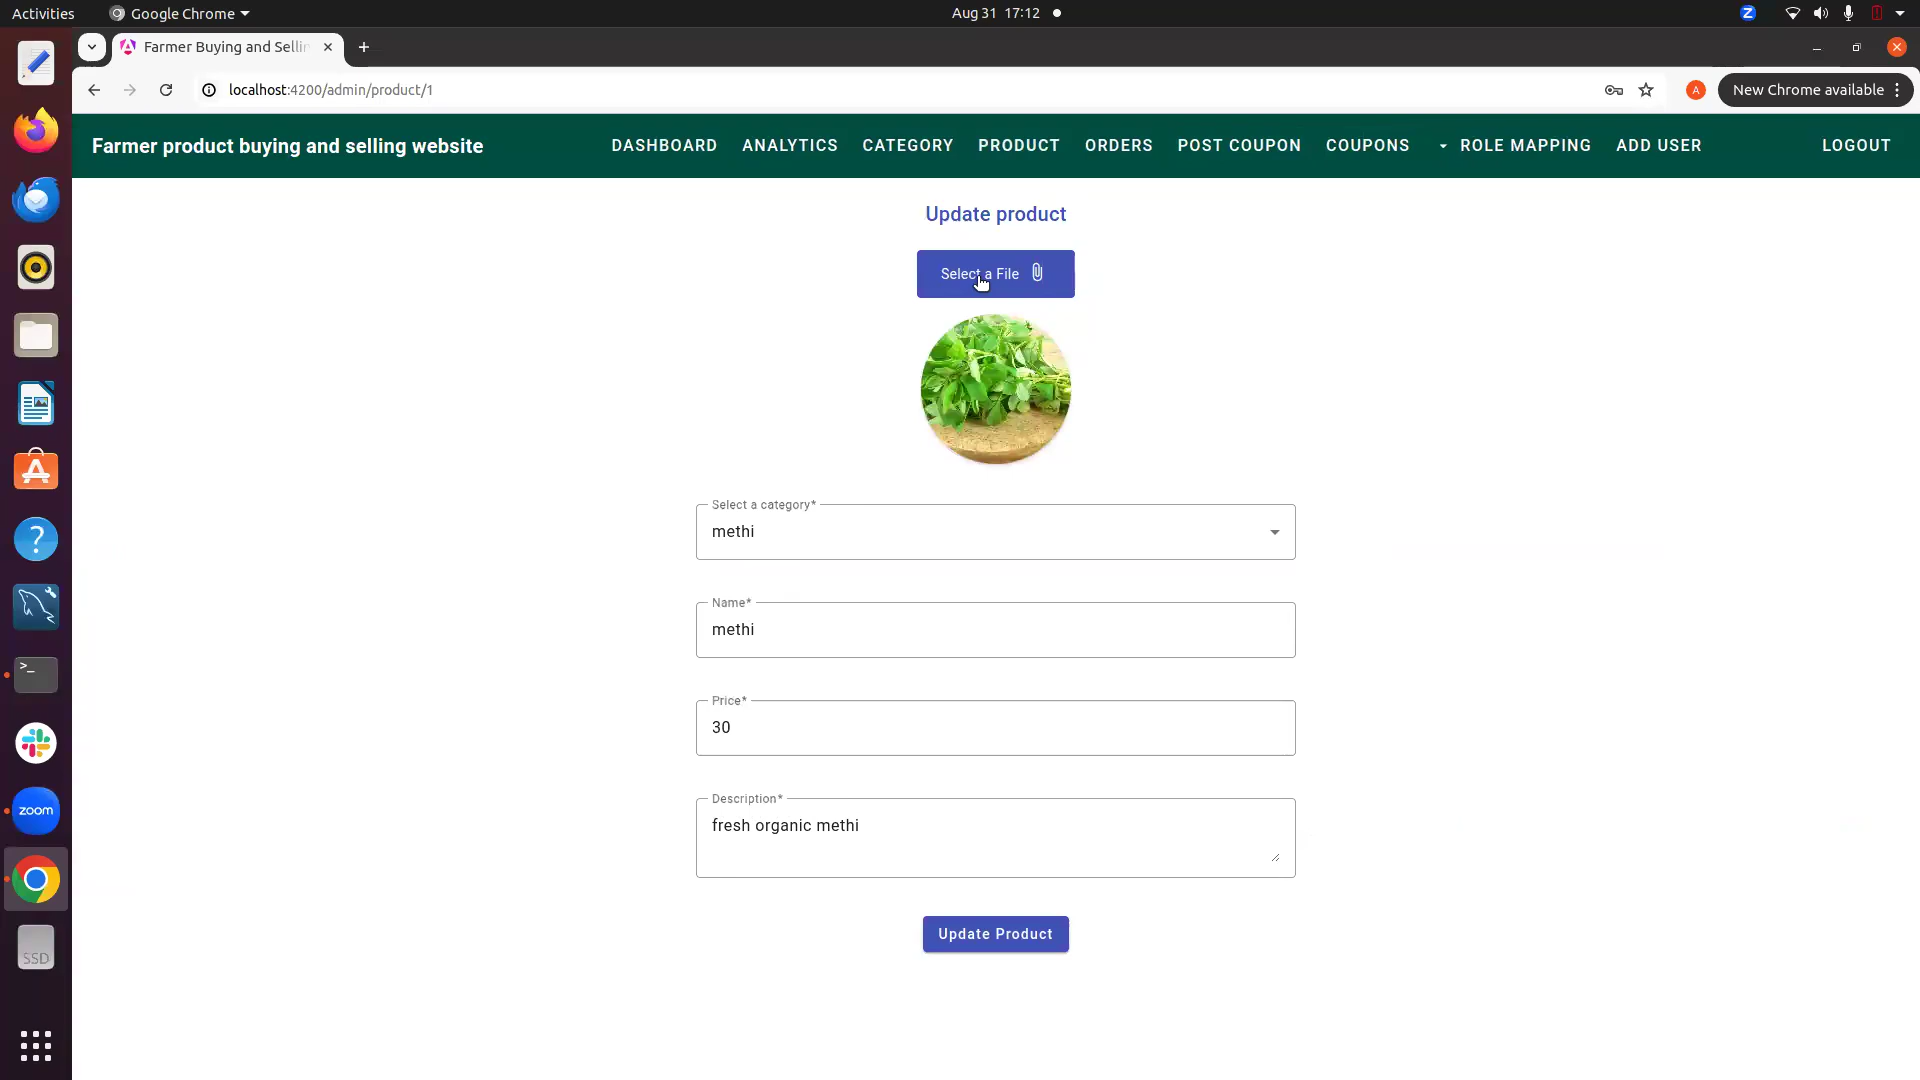 Activities Google Chrome Aug 31 17:12 Z
Farmer Buying and Sellin
localhost:4200/admin/product/1 A New Chrome available
Farmer product buying and selling website DASHBOARD ANALYTICS CATEGORY PRODUCT ORDERS POST COUPON COUPONS ROLE MAPPING ADD USER LOGOUT
Update product
Select a File
Select a category*
methi
Name*
methi
Price*
30
Description*
fresh organic methi
Update Product
zoom
SSD